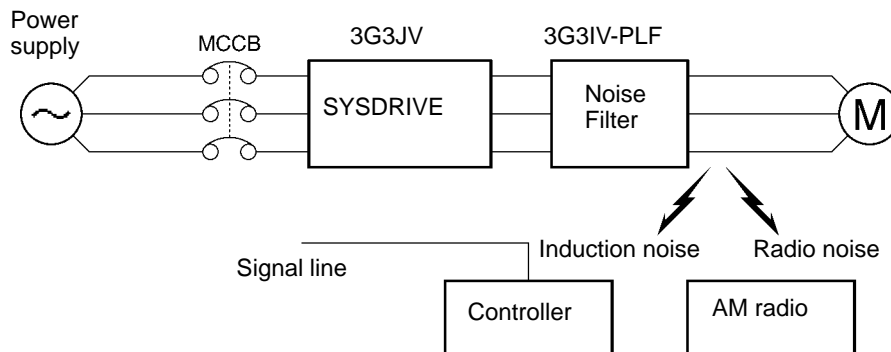 Power
supply
MCCB
3G3JV
3G3IV-PLF
SYSDRIVE
Noise
Filter
M
Induction noise
Radio noise
Signal line
Controller
AM radio